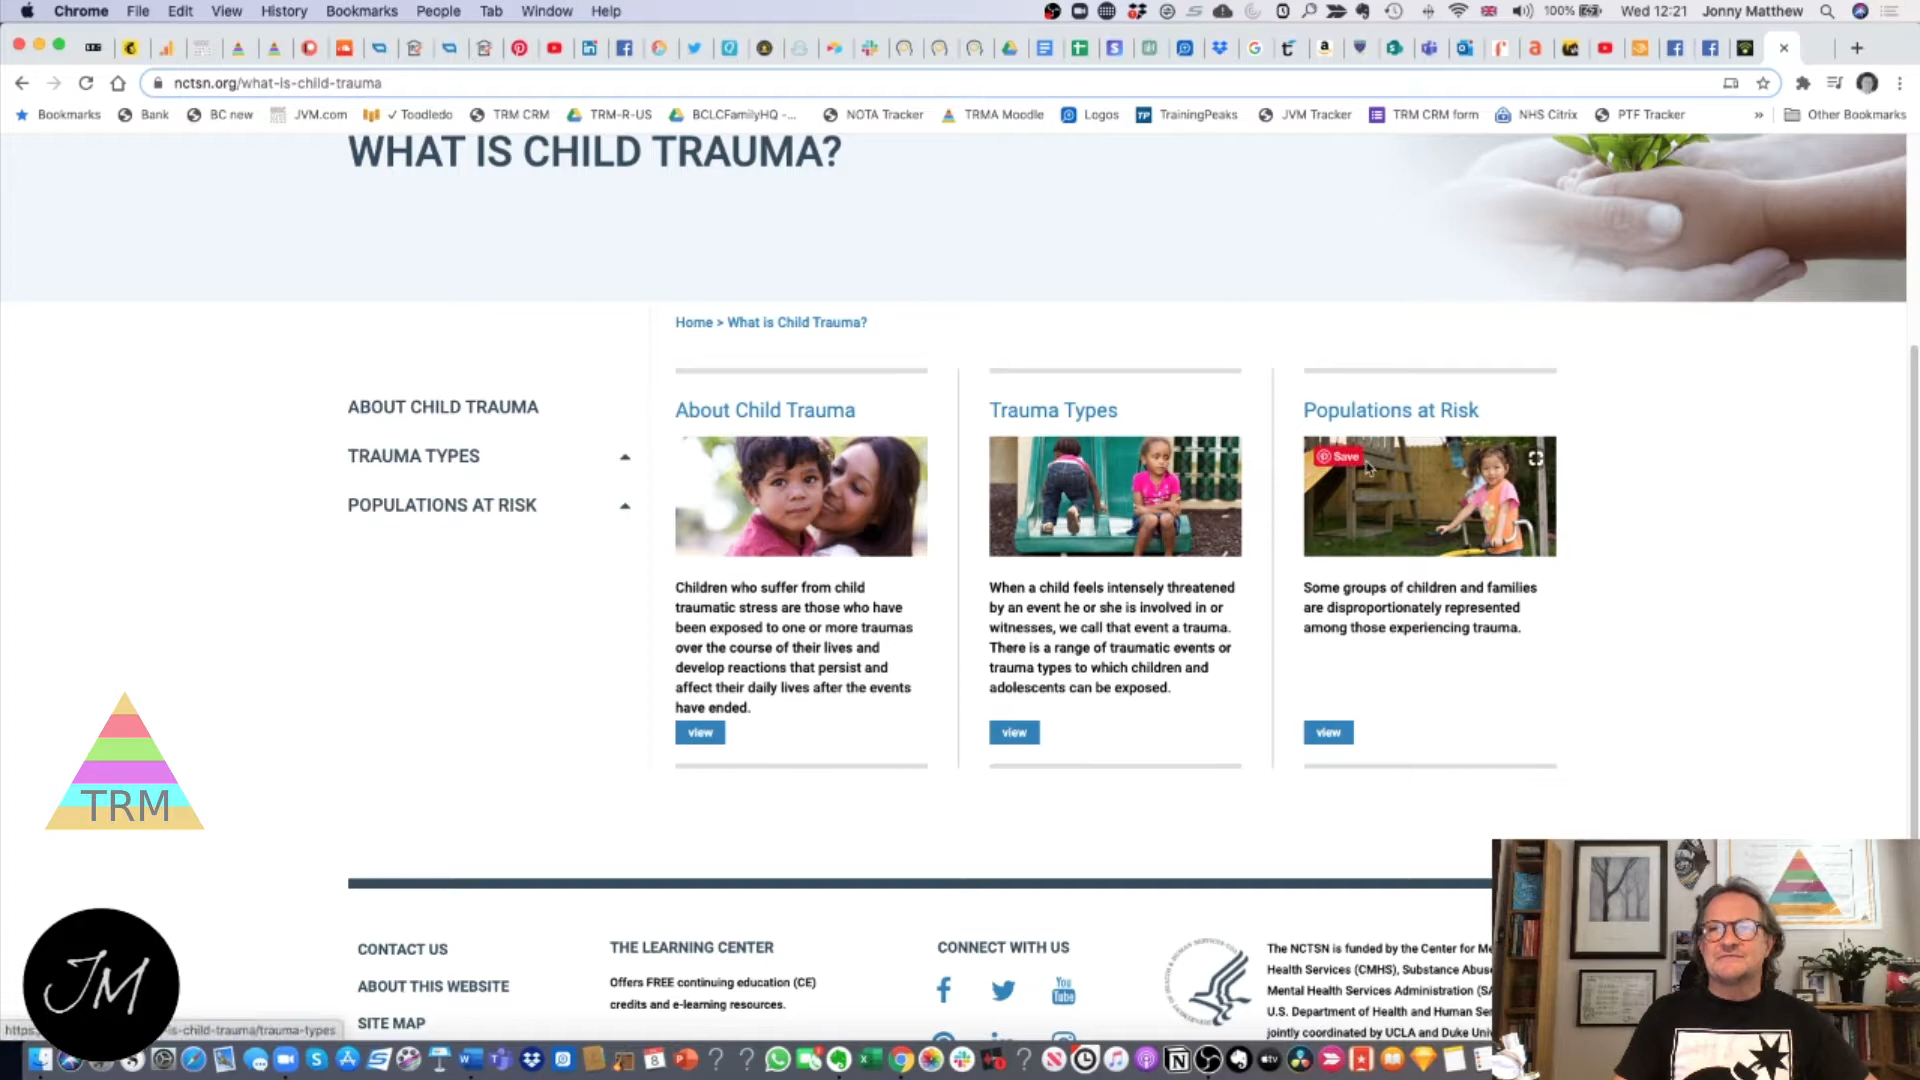 Chrome File Edit View History Bookmarks People Tab Window Help
100% Wed 12:21 Jonny Matthew
nctsn.org/what-is-child-trauma
Bookmarks Bank BC new JVM.com ✓ Toodledo TRM CRM TRM-R-US BCLCFamilyHQ -... NOTA Tracker TRMA Moodle Logos TrainingPeaks JVM Tracker TRM CRM form NHS Citrix PTF Tracker » Other Bookmarks
WHAT IS CHILD TRAUMA?
Home > What is Child Trauma?
ABOUT CHILD TRAUMA
TRAUMA TYPES
POPULATIONS AT RISK
About Child Trauma
Children who suffer from child
traumatic stress are those who have
been exposed to one or more traumas
over the course of their lives and
develop reactions that persist and
affect their daily lives after the events
have ended.
view
Trauma Types
When a child feels intensely threatened
by an event he or she is involved in or
witnesses, we call that event a trauma.
There is a range of traumatic events or
trauma types to which children and
adolescents can be exposed.
view
Populations at Risk
Save
Some groups of children and families
are disproportionately represented
among those experiencing trauma.
view
TRM
JM
CONTACT US
ABOUT THIS WEBSITE
SITE MAP
THE LEARNING CENTER
Offers FREE continuing education (CE)
credits and e-learning resources.
CONNECT WITH US
You
Tube
The NCTSN is funded by the Center for Me
Health Services (CMHS), Substance Abus
Mental Health Services Administration (SA
U.S. Department of Health and Human Ser
jointly coordinated by UCLA and Duke Univ
https: is-child-trauma/trauma-types